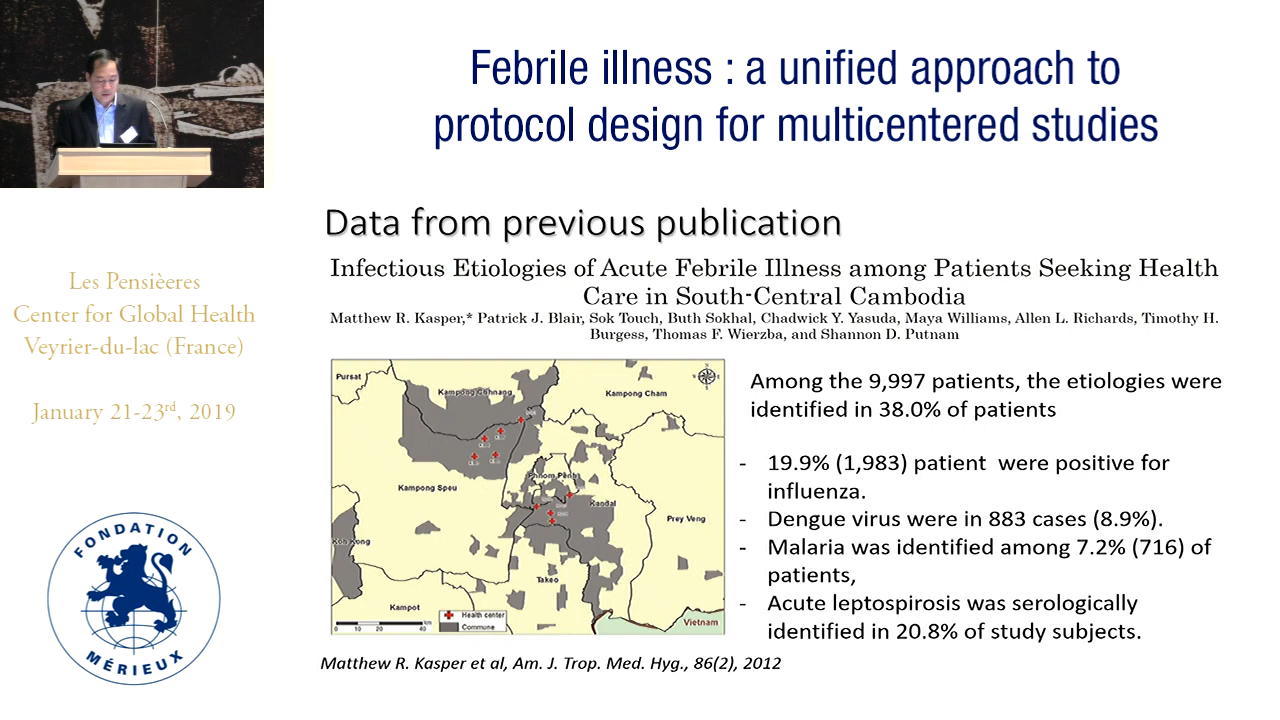 Febrile illness : a unified approach to
protocol design for multicentered studies
Les Pensièeres
Center for Global Health
Veyrier-du-lac (France)
January 21-23rd, 2019
FONDATION
MÉRIEUX
Data from previous publication
Infectious Etiologies of Acute Febrile Illness among Patients Seeking Health
Care in South-Central Cambodia
Matthew R. Kasper,* Patrick J. Blair, Sok Touch, Buth Sokhal, Chadwick Y. Yasuda, Maya Williams, Allen L. Richards, Timothy H.
Burgess, Thomas F. Wierzba, and Shannon D. Putnam
Pursat
Kampong Chhnang
Kampong Cham
Kampong Speu
Phnom Penh
Kandal
Prey Veng
Koh Kong
Takeo
Kampot
Vietnam
Health center
Commune
0 10 20 40 km
Among the 9,997 patients, the etiologies were
identified in 38.0% of patients
- 19.9% (1,983) patient were positive for
influenza.
- Dengue virus were in 883 cases (8.9%).
- Malaria was identified among 7.2% (716) of
patients,
- Acute leptospirosis was serologically
identified in 20.8% of study subjects.
Matthew R. Kasper et al, Am. J. Trop. Med. Hyg., 86(2), 2012